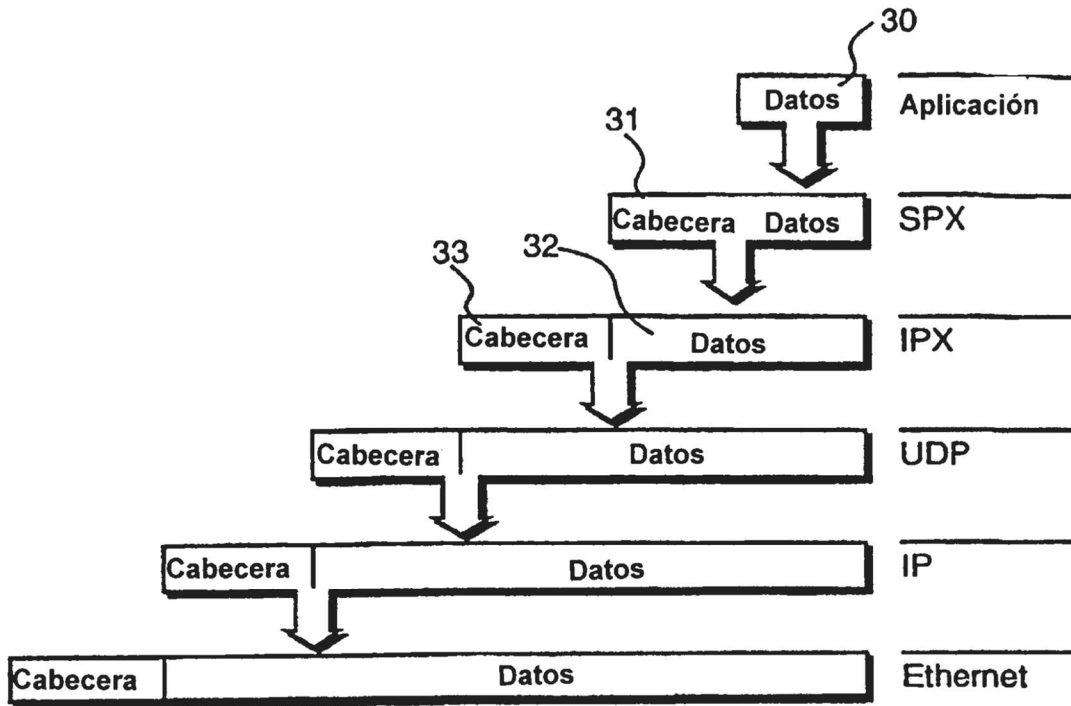 30
Datos Aplicación
31
Cabecera Datos SPX
33 32
Cabecera Datos IPX
Cabecera Datos UDP
Cabecera Datos IP
Cabecera Datos Ethernet